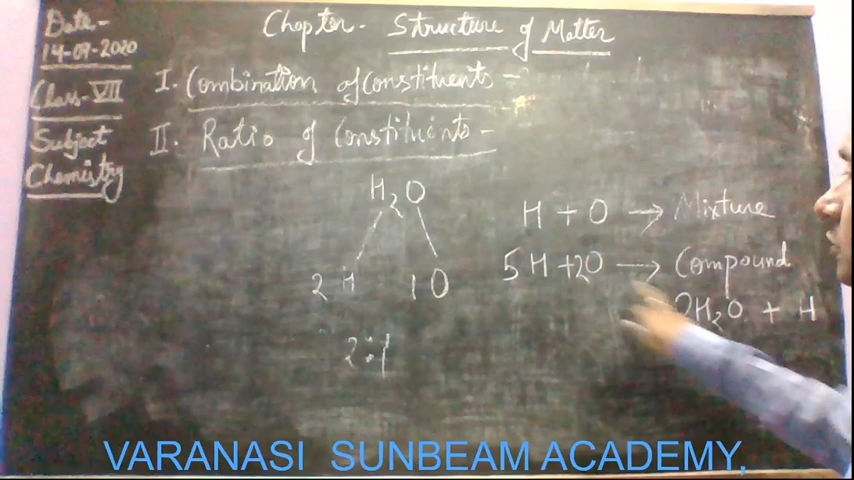 Date-
14-09-2020
Class-VII
Subject
Chemistry
Chapter- Structure of Matter
I. Combination of Constituents -
II. Ratio of Constituents -
H₂O
2 H 1 O
2:1
H + O → Mixture
5 H + 2O → Compound
2H₂O + H
VARANASI SUNBEAM ACADEMY,